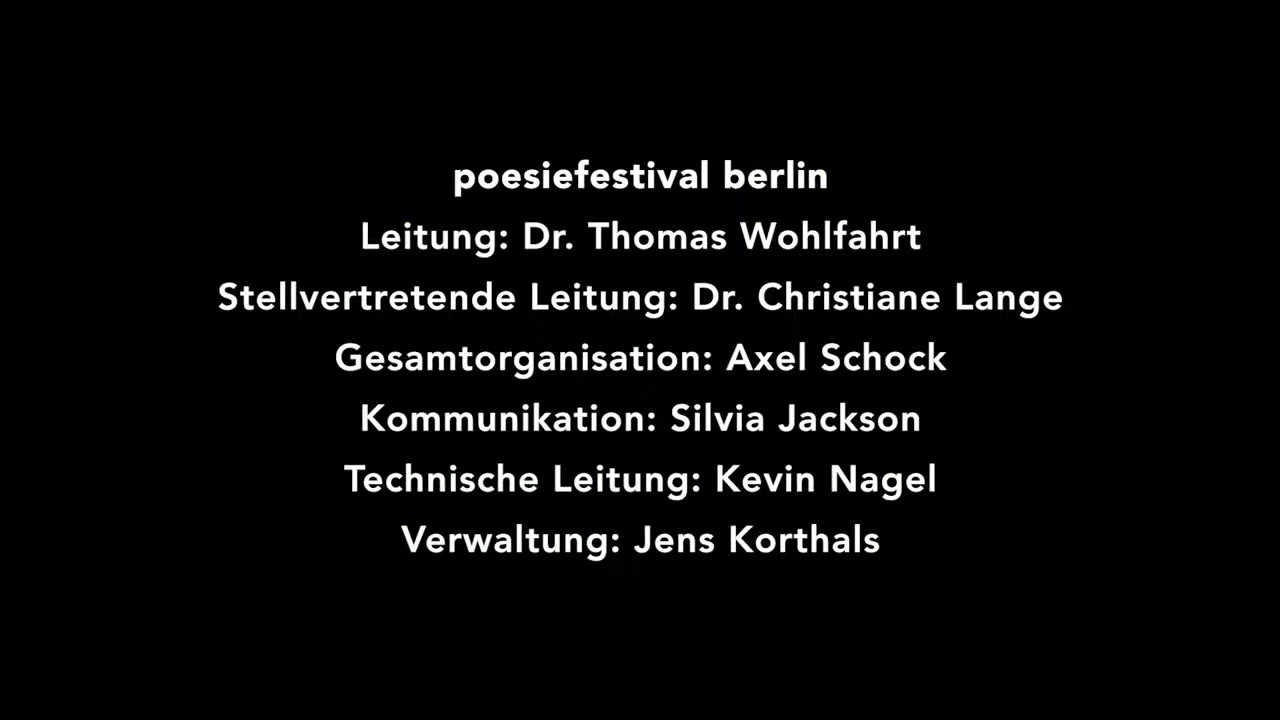 poesiefestival berlin
Leitung: Dr. Thomas Wohlfahrt
Stellvertretende Leitung: Dr. Christiane Lange
Gesamtorganisation: Axel Schock
Kommunikation: Silvia Jackson
Technische Leitung: Kevin Nagel
Verwaltung: Jens Korthals